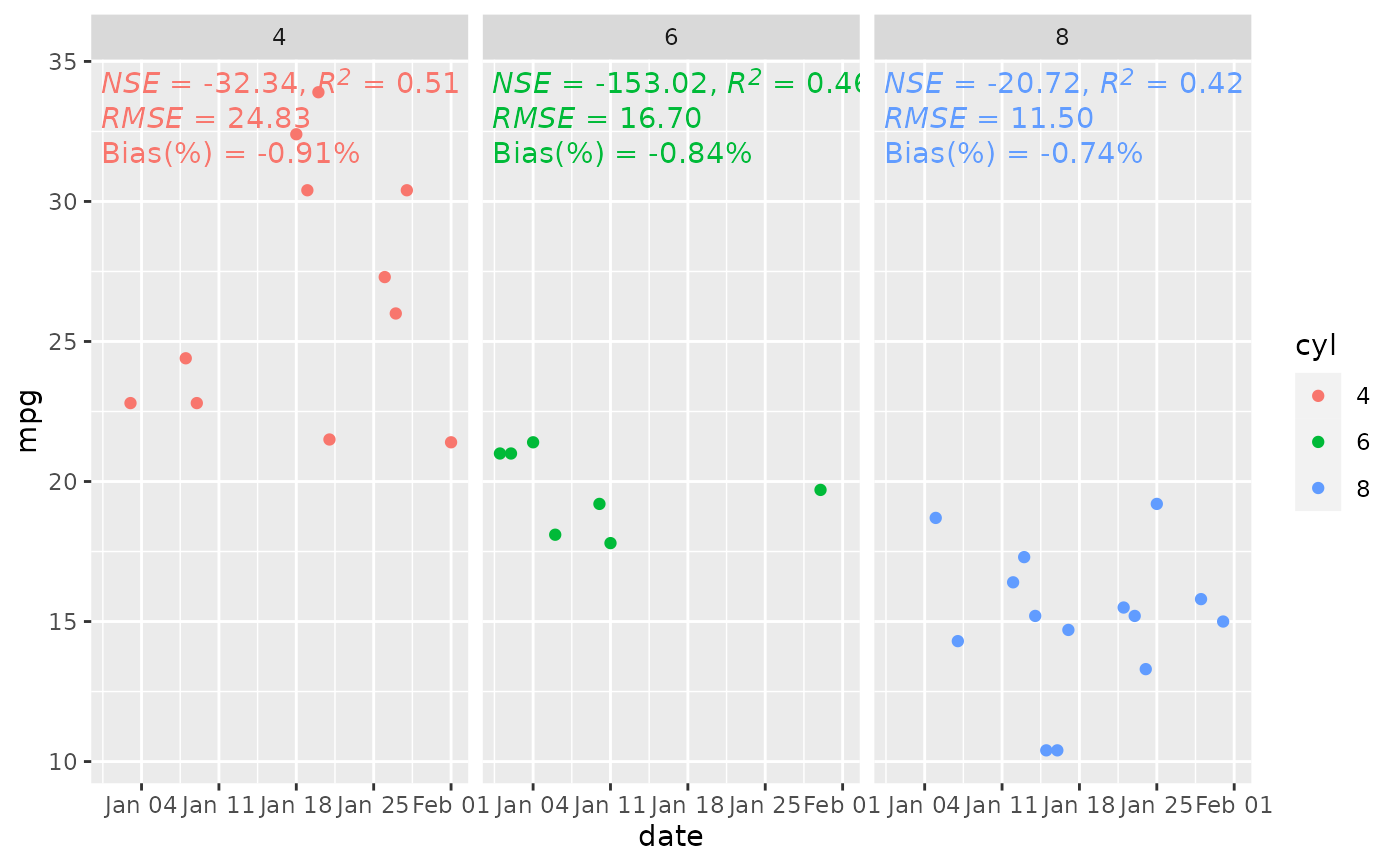 4 6 8
35
NSE = -32.34, R² = 0.51
RMSE = 24.83
Bias(%) = -0.91%
NSE = -153.02, R² = 0.46
RMSE = 16.70
Bias(%) = -0.84%
NSE = -20.72, R² = 0.42
RMSE = 11.50
Bias(%) = -0.74%
30
25
20
15
10
mpg
cyl
4
6
8
Jan 04 Jan 11 Jan 18 Jan 25 Feb 01 Jan 04 Jan 11 Jan 18 Jan 25 Feb 01 Jan 04 Jan 11 Jan 18 Jan 25 Feb 01
date